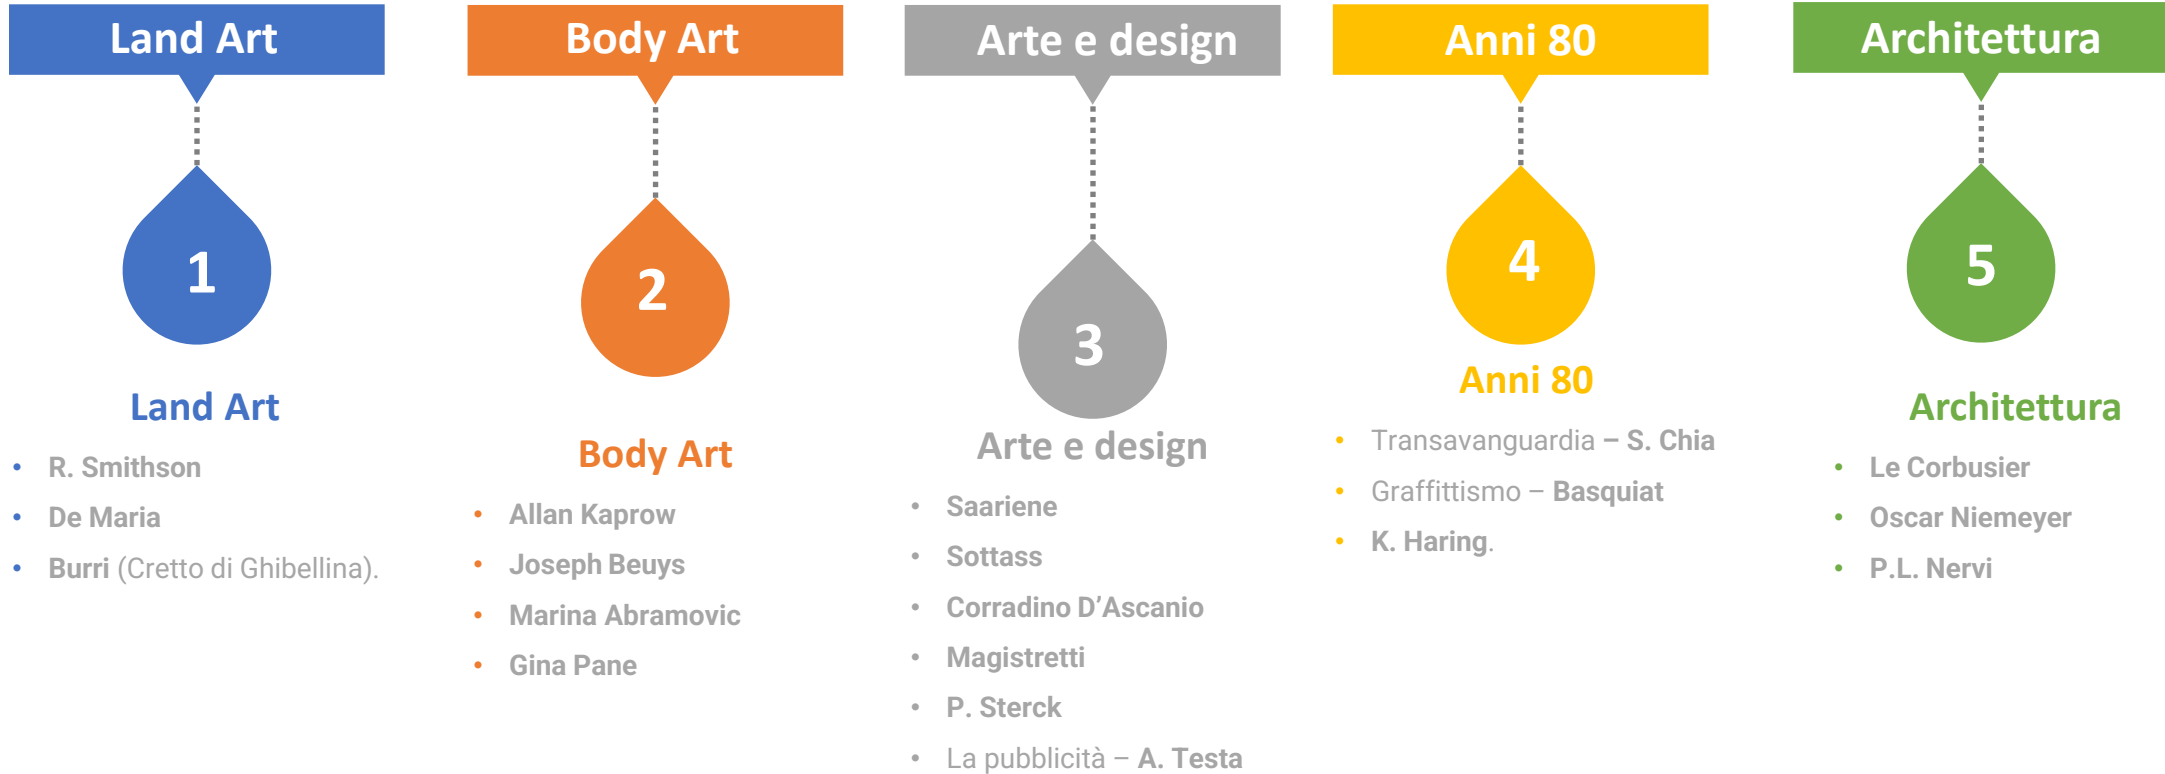 Land Art
1
Land Art
• R. Smithson
• De Maria
• Burri (Cretto di Ghibellina).
Body Art
2
Body Art
• Allan Kaprow
• Joseph Beuys
• Marina Abramovic
• Gina Pane
Arte e design
3
Arte e design
• Saariene
• Sottass
• Corradino D’Ascanio
• Magistretti
• P. Sterck
• La pubblicità – A. Testa
Anni 80
4
Anni 80
• Transavanguardia – S. Chia
• Graffittismo – Basquiat
• K. Haring.
Architettura
5
Architettura
• Le Corbusier
• Oscar Niemeyer
• P.L. Nervi